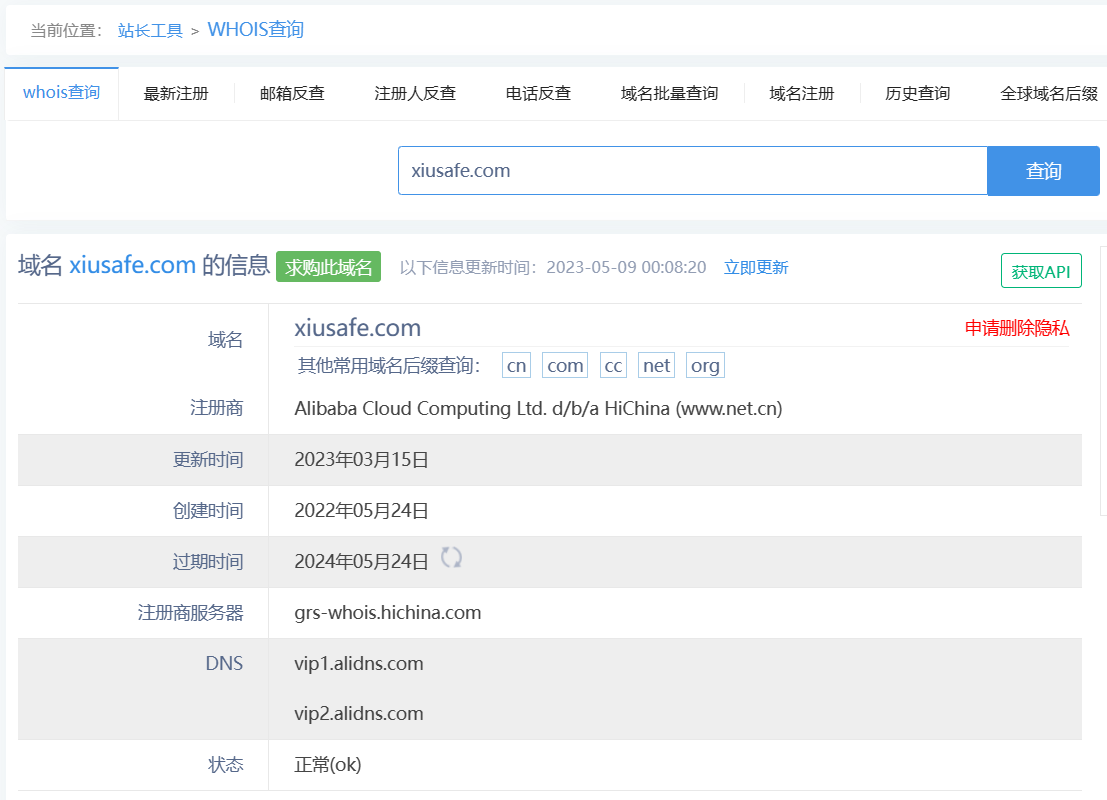 当前位置： 站长工具 > WHOIS查询
whois查询 最新注册 邮箱反查 注册人反查 电话反查 域名批量查询 域名注册 历史查询 全球域名后缀
xiusafe.com 查询
域名 xiusafe.com 的信息 求购此域名 以下信息更新时间：2023-05-09 00:08:20 立即更新 获取API
域名 xiusafe.com 申请删除隐私
其他常用域名后缀查询： cn com cc net org
注册商 Alibaba Cloud Computing Ltd. d/b/a HiChina (www.net.cn)
更新时间 2023年03月15日
创建时间 2022年05月24日
过期时间 2024年05月24日
注册商服务器 grs-whois.hichina.com
DNS vip1.alidns.com
vip2.alidns.com
状态 正常(ok)